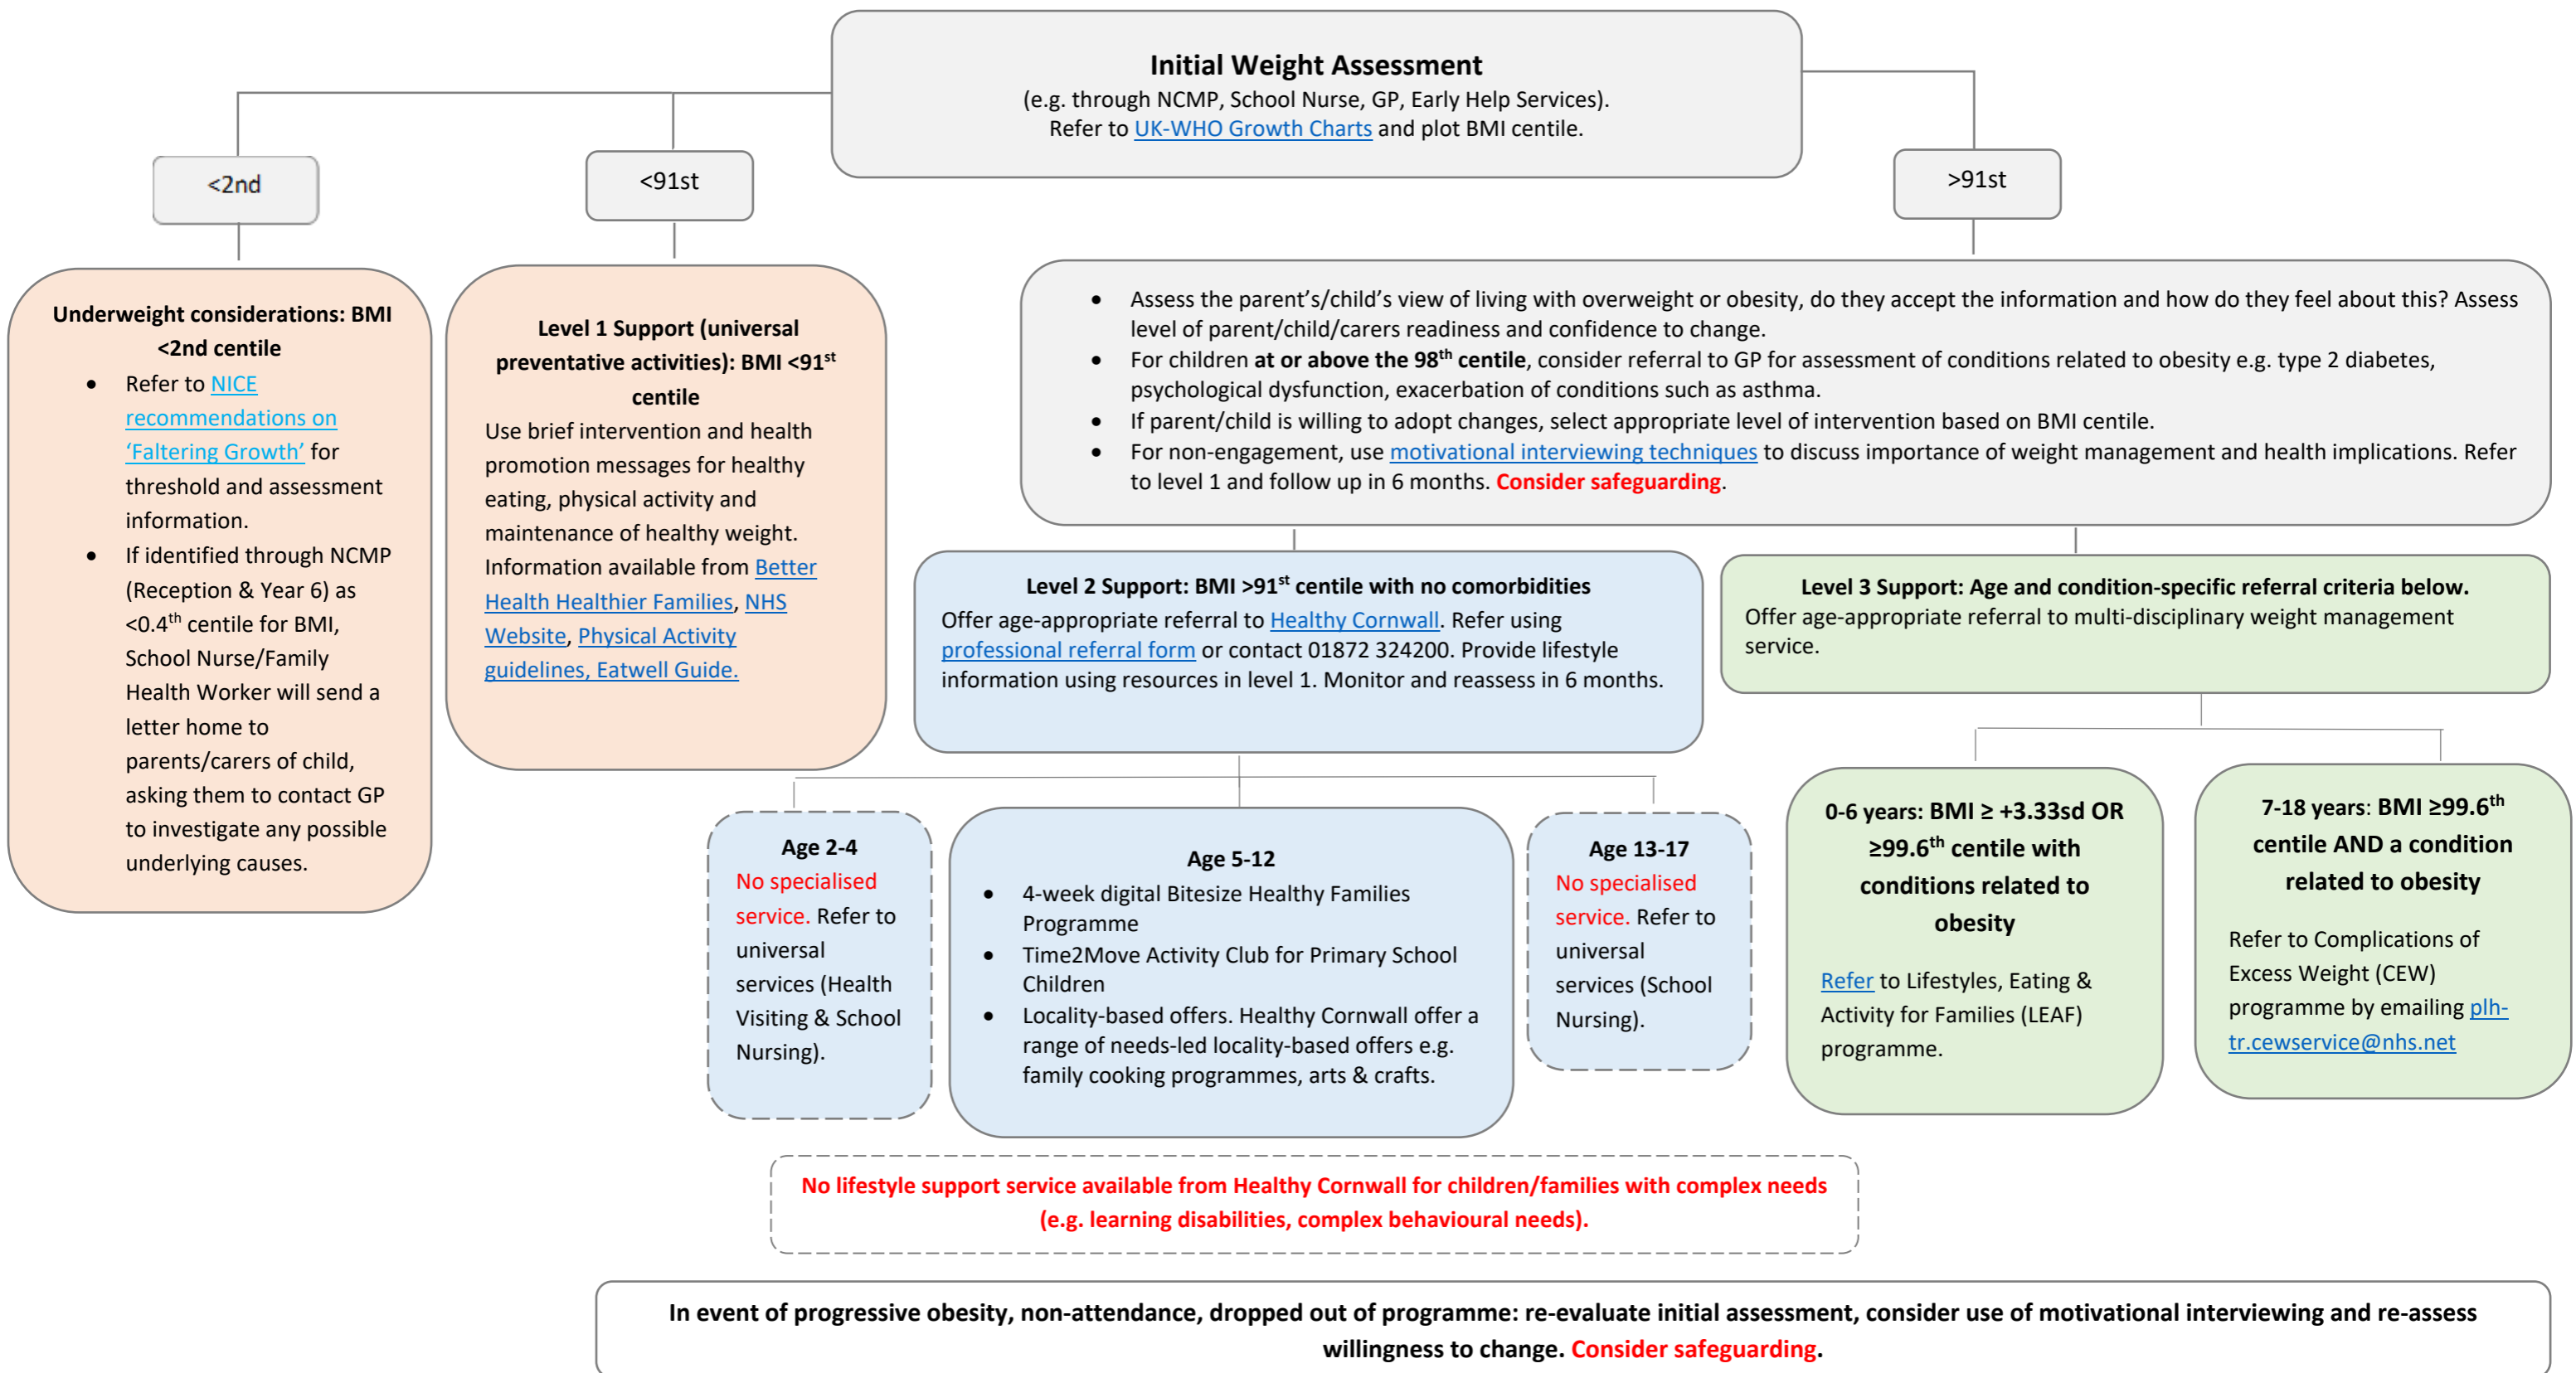 Initial Weight Assessment
(e.g. through NCMP, School Nurse, GP, Early Help Services).
Refer to UK-WHO Growth Charts and plot BMI centile.
<2nd
<91st
>91st
Underweight considerations: BMI
<2nd centile
• Refer to NICE
recommendations on
‘Faltering Growth’ for
threshold and assessment
information.
• If identified through NCMP
(Reception & Year 6) as
<0.4th centile for BMI,
School Nurse/Family
Health Worker will send a
letter home to
parents/carers of child,
asking them to contact GP
to investigate any possible
underlying causes.
Level 1 Support (universal
preventative activities): BMI <91st
centile
Use brief intervention and health
promotion messages for healthy
eating, physical activity and
maintenance of healthy weight.
Information available from Better
Health Healthier Families, NHS
Website, Physical Activity
guidelines, Eatwell Guide.
• Assess the parent’s/child’s view of living with overweight or obesity, do they accept the information and how do they feel about this? Assess
level of parent/child/carers readiness and confidence to change.
• For children at or above the 98th centile, consider referral to GP for assessment of conditions related to obesity e.g. type 2 diabetes,
psychological dysfunction, exacerbation of conditions such as asthma.
• If parent/child is willing to adopt changes, select appropriate level of intervention based on BMI centile.
• For non-engagement, use motivational interviewing techniques to discuss importance of weight management and health implications. Refer
to level 1 and follow up in 6 months. Consider safeguarding.
Level 2 Support: BMI >91st centile with no comorbidities
Offer age-appropriate referral to Healthy Cornwall. Refer using
professional referral form or contact 01872 324200. Provide lifestyle
information using resources in level 1. Monitor and reassess in 6 months.
Level 3 Support: Age and condition-specific referral criteria below.
Offer age-appropriate referral to multi-disciplinary weight management
service.
Age 2-4
No specialised
service. Refer to
universal
services (Health
Visiting & School
Nursing).
Age 5-12
• 4-week digital Bitesize Healthy Families
Programme
• Time2Move Activity Club for Primary School
Children
• Locality-based offers. Healthy Cornwall offer a
range of needs-led locality-based offers e.g.
family cooking programmes, arts & crafts.
Age 13-17
No specialised
service. Refer to
universal
services (School
Nursing).
0-6 years: BMI ≥ +3.33sd OR
≥99.6th centile with
conditions related to
obesity
Refer to Lifestyles, Eating &
Activity for Families (LEAF)
programme.
7-18 years: BMI ≥99.6th
centile AND a condition
related to obesity
Refer to Complications of
Excess Weight (CEW)
programme by emailing plh-
tr.cewservice@nhs.net
No lifestyle support service available from Healthy Cornwall for children/families with complex needs
(e.g. learning disabilities, complex behavioural needs).
In event of progressive obesity, non-attendance, dropped out of programme: re-evaluate initial assessment, consider use of motivational interviewing and re-assess
willingness to change. Consider safeguarding.